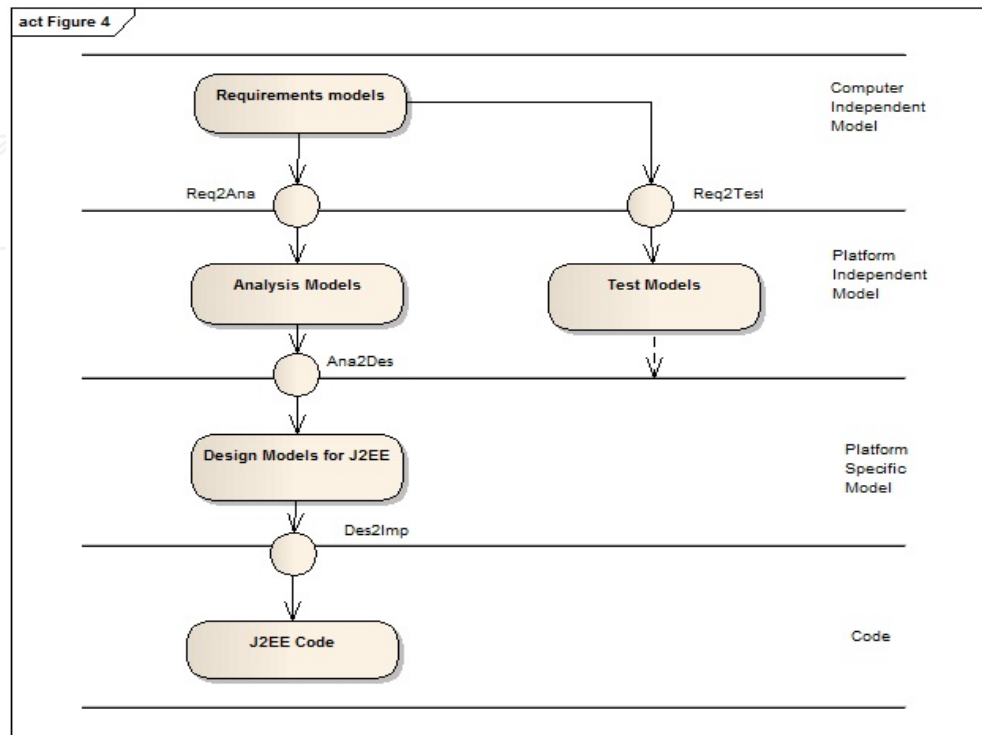 act Figure 4
Requirements models
Computer
Independent
Model
Req2Ana
Req2Test
Analysis Models
Test Models
Platform
Independent
Model
Ana2Des
Design Models for J2EE
Platform
Specific
Model
Des2Imp
J2EE Code
Code